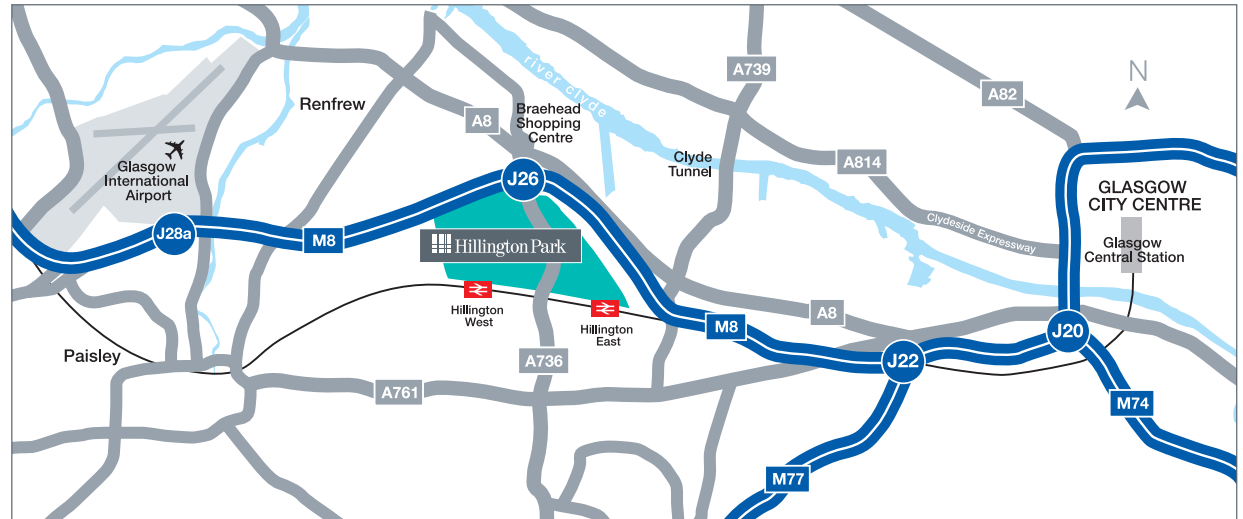 A739
A82
N
river clyde
Renfrew
Braehead
Shopping
Centre
A8
Clyde
Tunnel
A814
Glasgow
International
Airport
J26
GLASGOW
CITY CENTRE
J28a
M8
Hillington Park
Clydeside Expressway
Glasgow
Central Station
Hillington
West
Hillington
East
M8
A8
J20
Paisley
A736
J22
A761
M74
M77